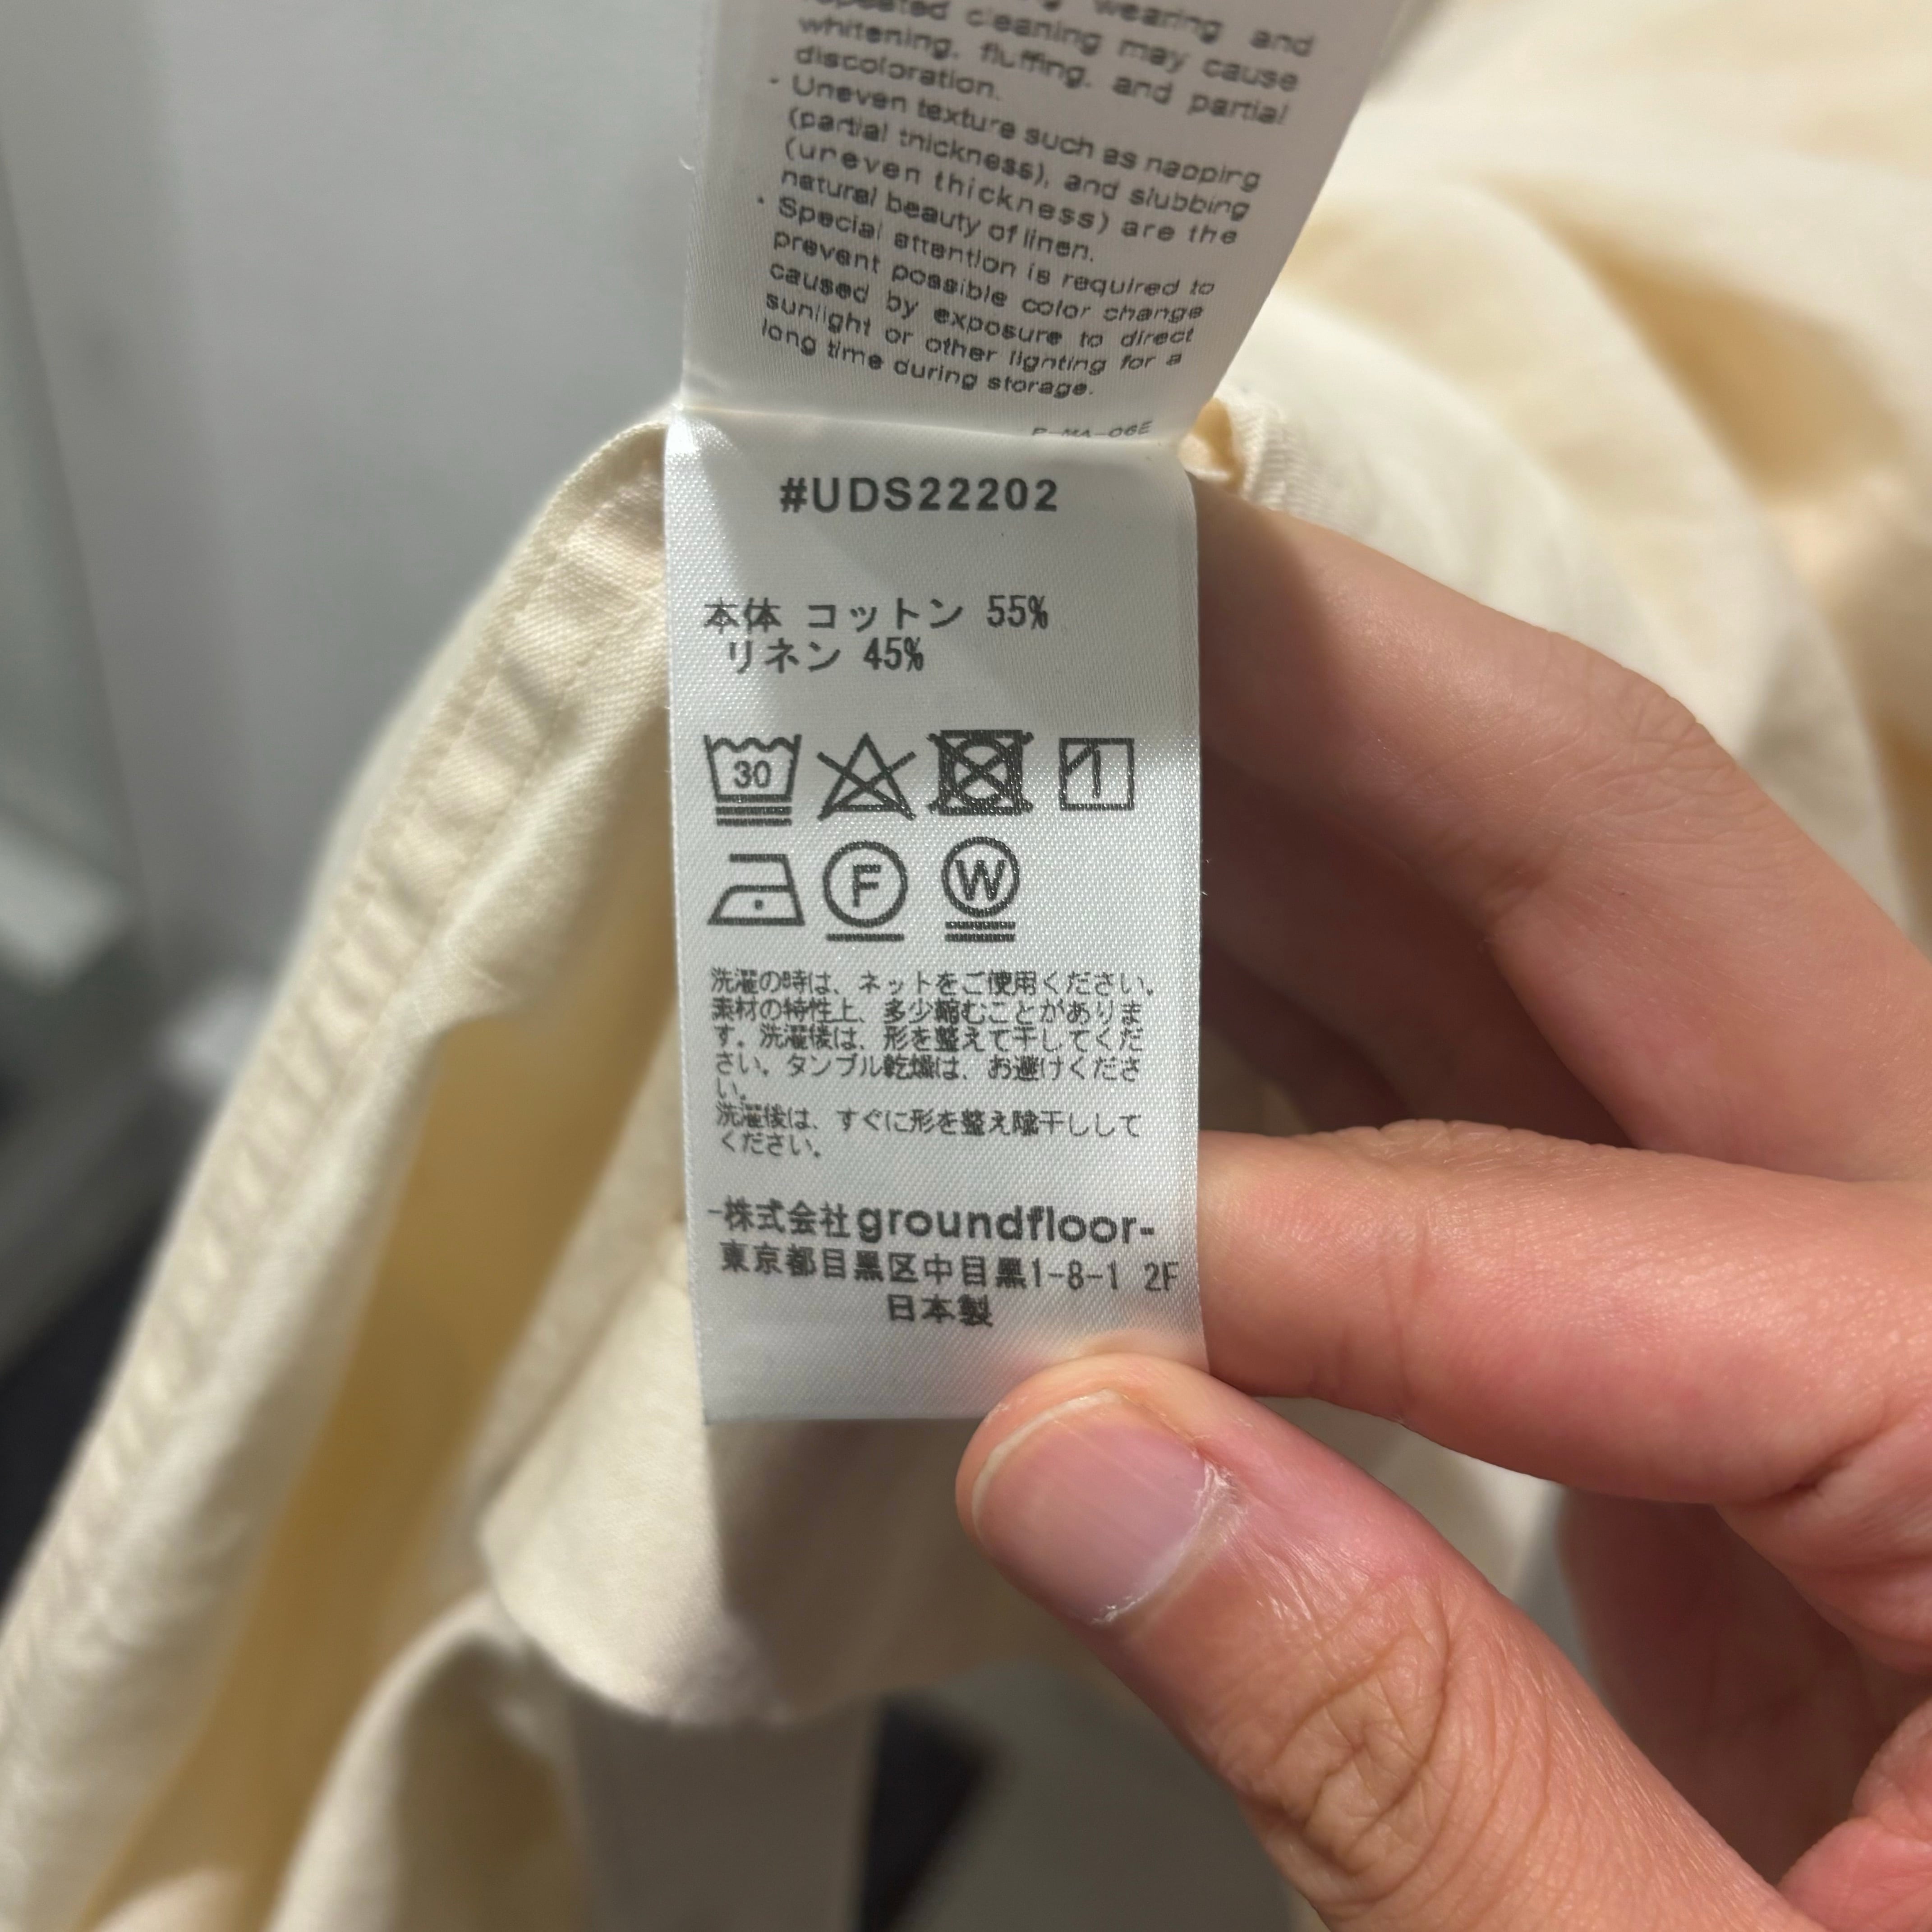 wearing and
repeated cleaning may cause
whitening, fluffing, and partial
discoloration.
- Uneven texture such as napping
(partial thickness), and slubbing
(uneven thickness) are the
natural beauty of linen.
· Special attention is required to
prevent possible color change
caused by exposure to direct
sunlight or other lighting for a
long time during storage.
P-MA-06E
#UDS22202
本体 コットン 55%
リネン 45%
30
F W
洗濯の時は、ネットをご使用ください。
素材の特性上、多少縮むことがありま
す。洗濯後は、形を整えて干してくだ
さい。タンブル乾燥は、お避けくださ
い。
洗濯後は、すぐに形を整え陰干しして
ください。
-株式会社groundfloor-
東京都目黒区中目黒1-8-1 2F
日本製